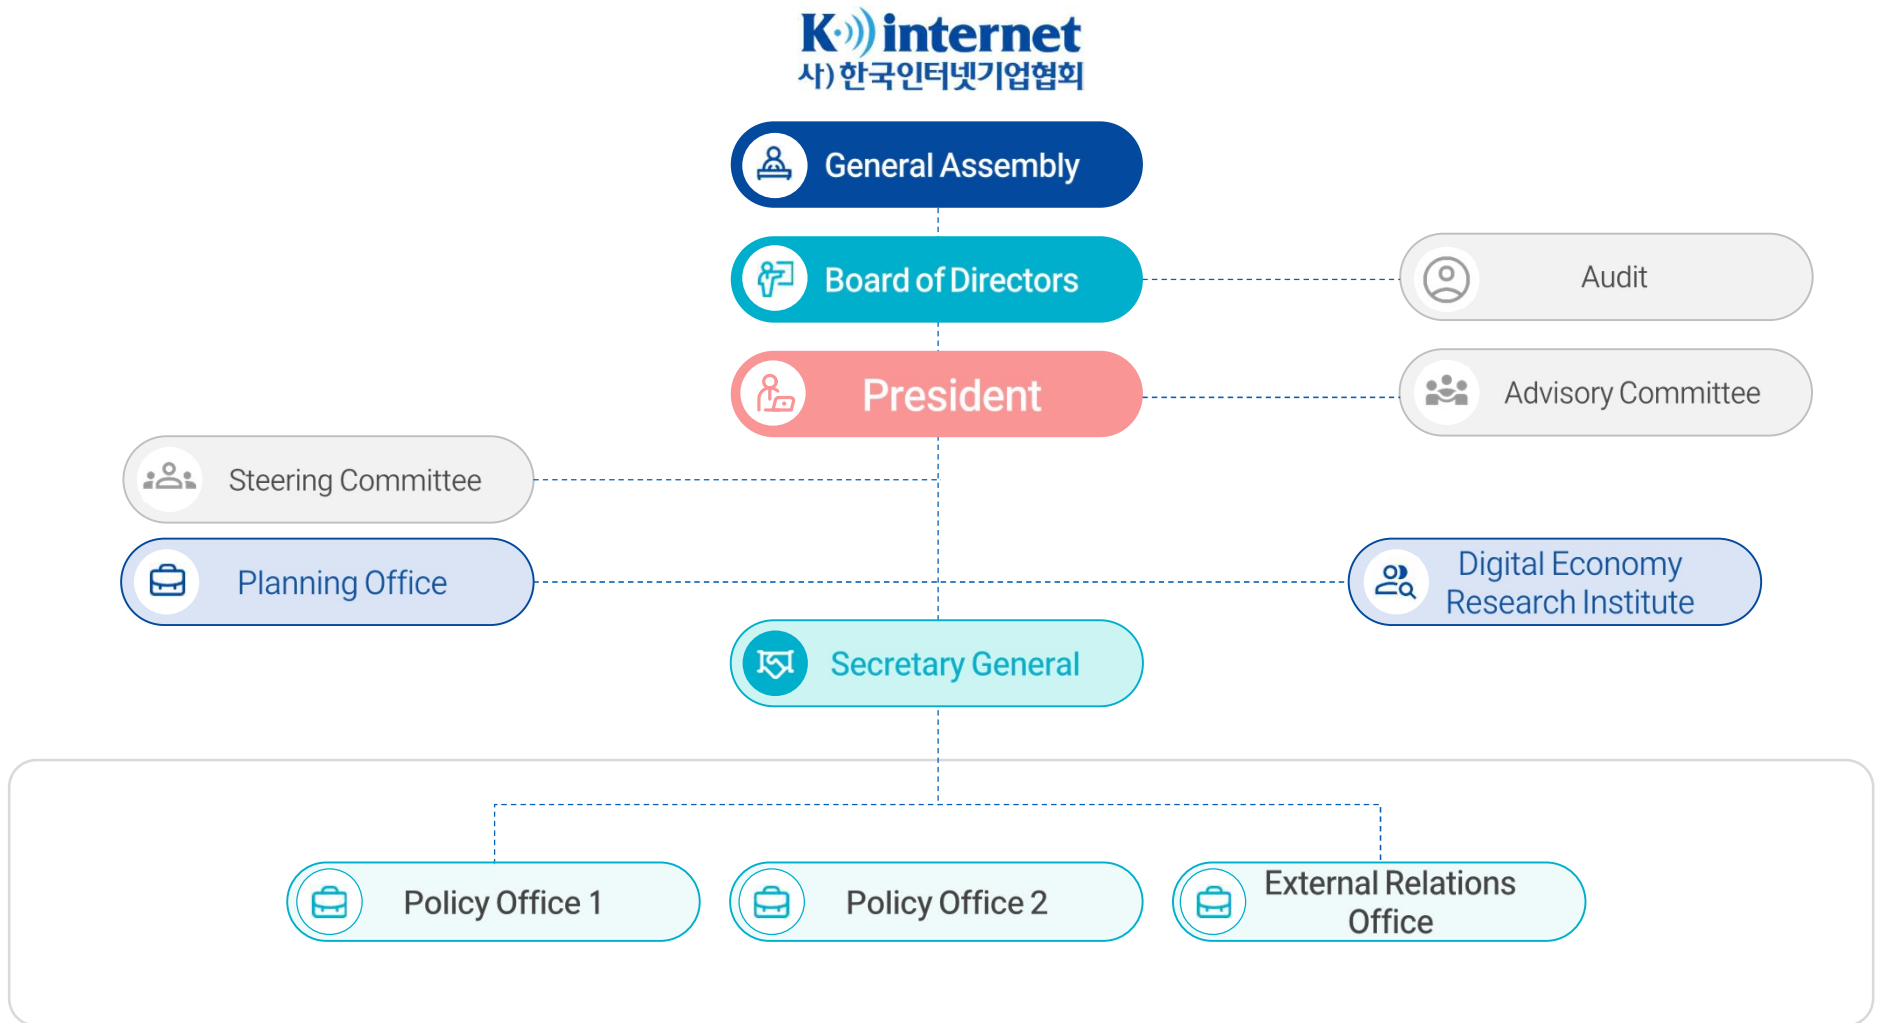 K internet
사) 한국인터넷기업협회
General Assembly
Board of Directors
Audit
President
Advisory Committee
Steering Committee
Planning Office
Digital Economy
Research Institute
Secretary General
Policy Office 1
Policy Office 2
External Relations
Office